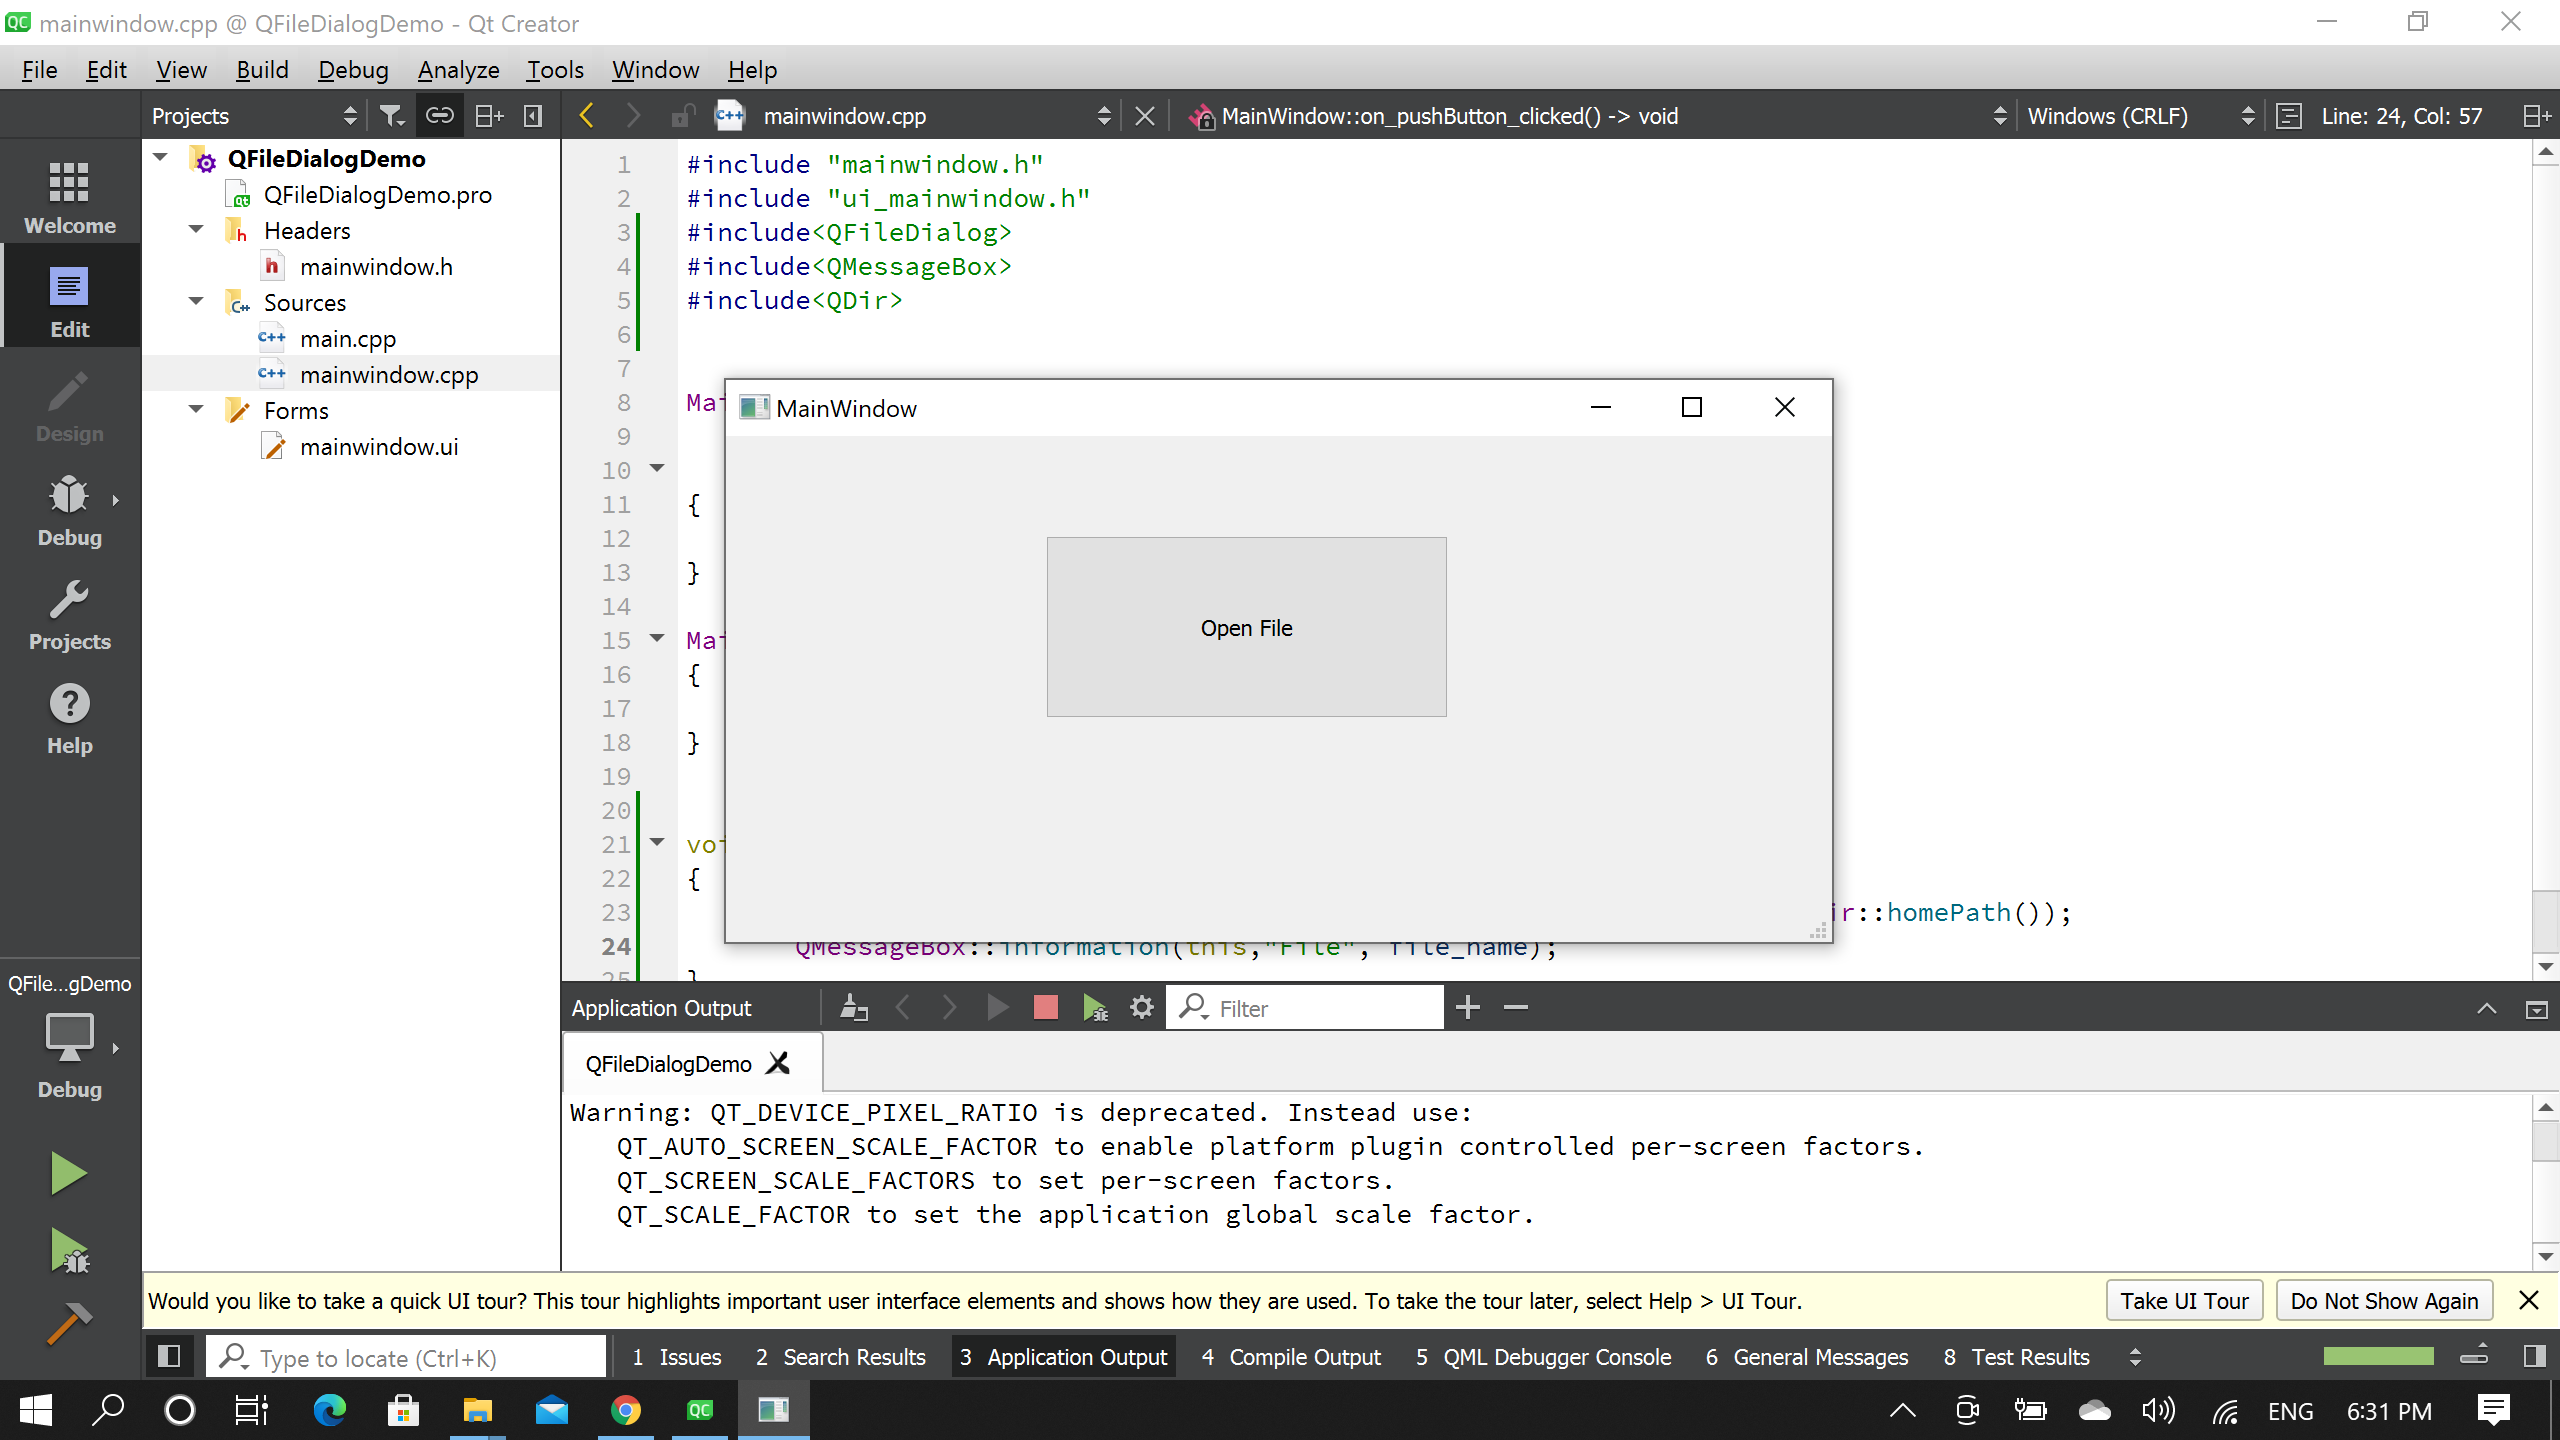 mainwindow.cpp @ QFileDialogDemo - Qt Creator
File Edit View Build Debug Analyze Tools Window Help
Projects
mainwindow.cpp
MainWindow::on_pushButton_clicked() -> void
Windows (CRLF)
Line: 24, Col: 57
Welcome
Edit
Design
Debug
Projects
Help
QFile...gDemo
Debug
QFileDialogDemo
QFileDialogDemo.pro
Headers
mainwindow.h
Sources
main.cpp
mainwindow.cpp
Forms
mainwindow.ui
1 #include "mainwindow.h"
2 #include "ui_mainwindow.h"
3 #include<QFileDialog>
4 #include<QMessageBox>
5 #include<QDir>
6
7
8 Mai
9
10
11 {
12
13 }
14
15 Mai
16 {
17
18 }
19
20
21 voi
22 {
23 ir::homePath());
24 QMessageBox::information(this,"File", file_name);
25 }
MainWindow
Open File
Application Output
Filter
QFileDialogDemo
Warning: QT_DEVICE_PIXEL_RATIO is deprecated. Instead use:
QT_AUTO_SCREEN_SCALE_FACTOR to enable platform plugin controlled per-screen factors.
QT_SCREEN_SCALE_FACTORS to set per-screen factors.
QT_SCALE_FACTOR to set the application global scale factor.
Would you like to take a quick UI tour? This tour highlights important user interface elements and shows how they are used. To take the tour later, select Help > UI Tour.
Take UI Tour
Do Not Show Again
Type to locate (Ctrl+K)
1 Issues 2 Search Results 3 Application Output 4 Compile Output 5 QML Debugger Console 6 General Messages 8 Test Results
ENG
6:31 PM